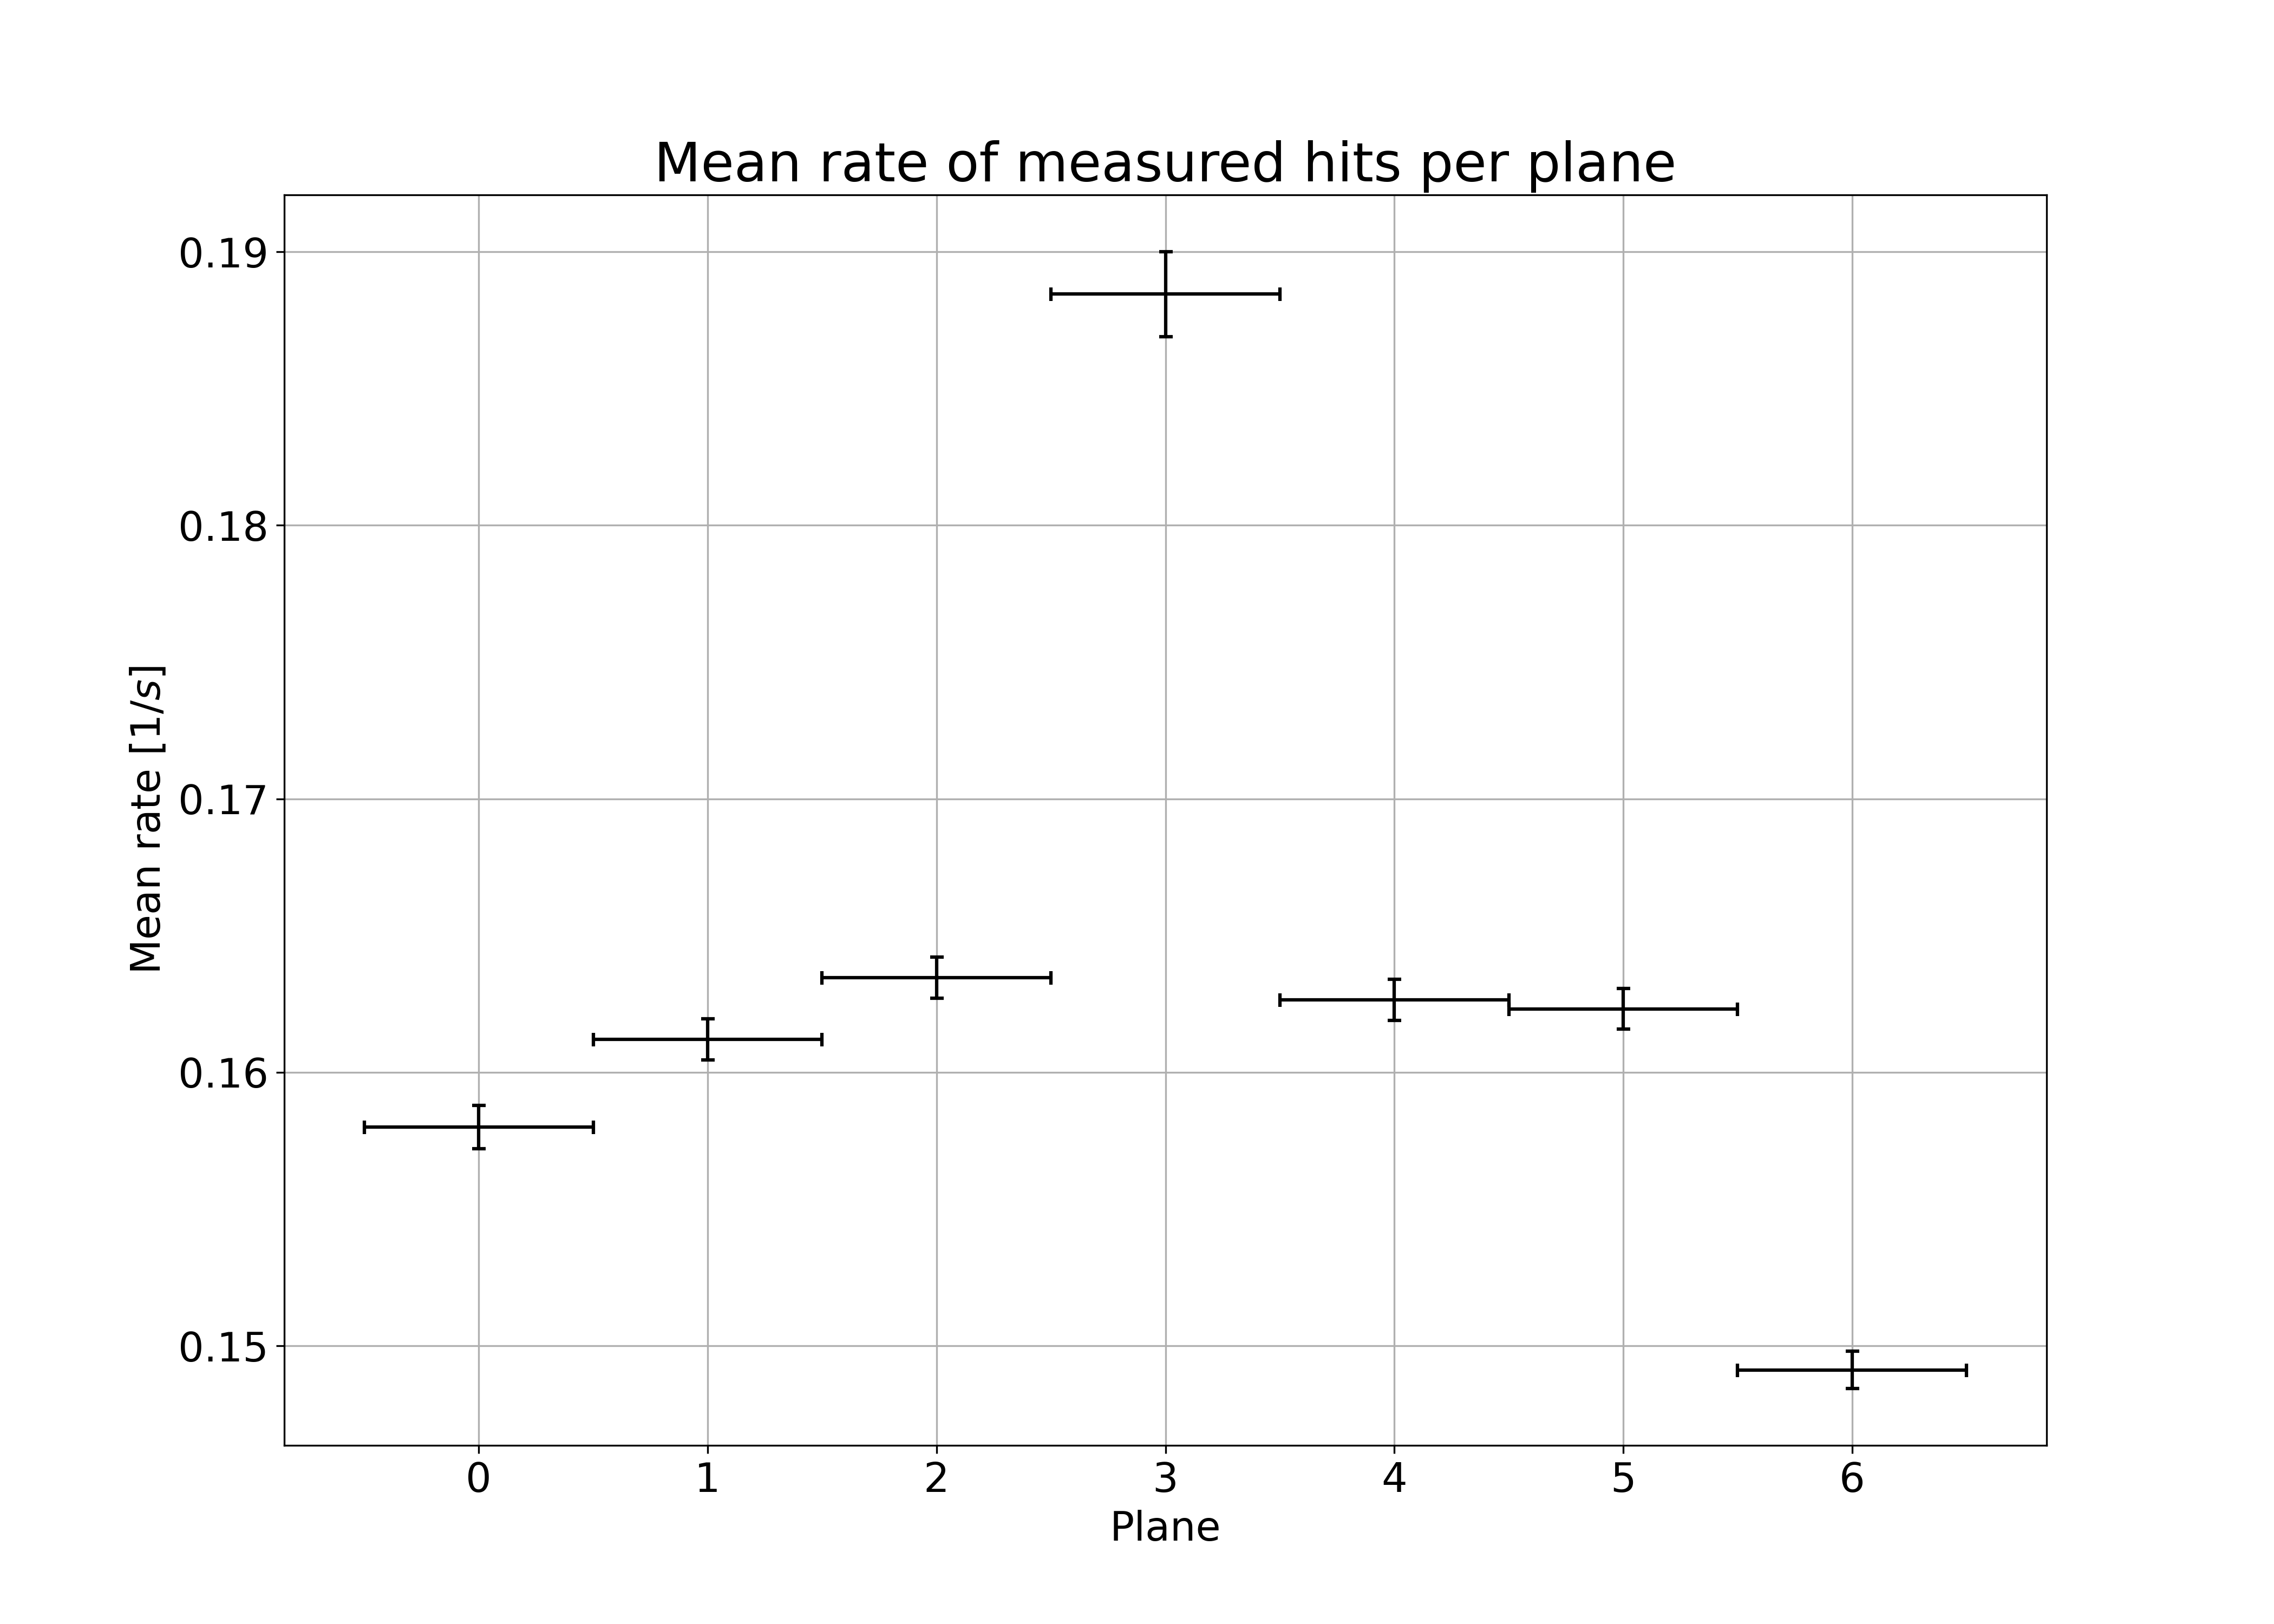 Mean rate of measured hits per plane
Mean rate [1/s]
0.19
0.18
0.17
0.16
0.15
0 1 2 3 4 5 6
Plane